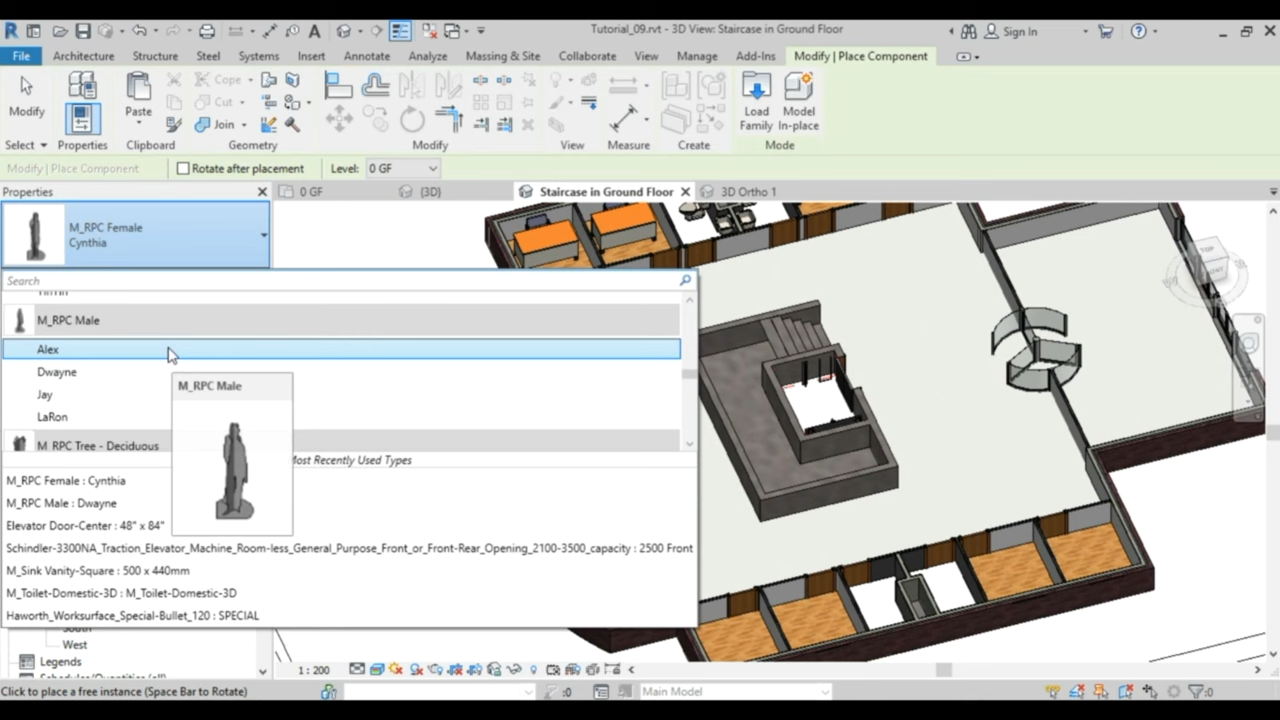 Tutorial_09.rvt - 3D View: Staircase in Ground Floor
Sign In
File Architecture Structure Steel Systems Insert Annotate Analyze Massing & Site Collaborate View Manage Add-Ins Modify | Place Component
Modify
Paste
Cope
Cut
Join
Load Family
Model In-place
Select Properties Clipboard Geometry Modify View Measure Create Mode
Modify | Place Component Rotate after placement Level: 0 GF
Properties
0 GF {3D} Staircase in Ground Floor 3D Ortho 1
M_RPC Female
Cynthia
TOP
FRONT
Search
M_RPC Male
Alex
Dwayne
Jay
LaRon
M_RPC Male
M_RPC Tree - Deciduous
Most Recently Used Types
M_RPC Female : Cynthia
M_RPC Male : Dwayne
Elevator Door-Center : 48" x 84"
Schindler-3300NA_Traction_Elevator_Machine_Room-less_General_Purpose_Front_or_Front-Rear_Opening_2100-3500_capacity : 2500 Front
M_Sink Vanity-Square : 500 x 440mm
M_Toilet-Domestic-3D : M_Toilet-Domestic-3D
Haworth_Worksurface_Special-Bullet_120 : SPECIAL
South
West
Legends
Schedules/Quantities (all)
1 : 200
Click to place a free instance (Space Bar to Rotate)
:0
Main Model
:0